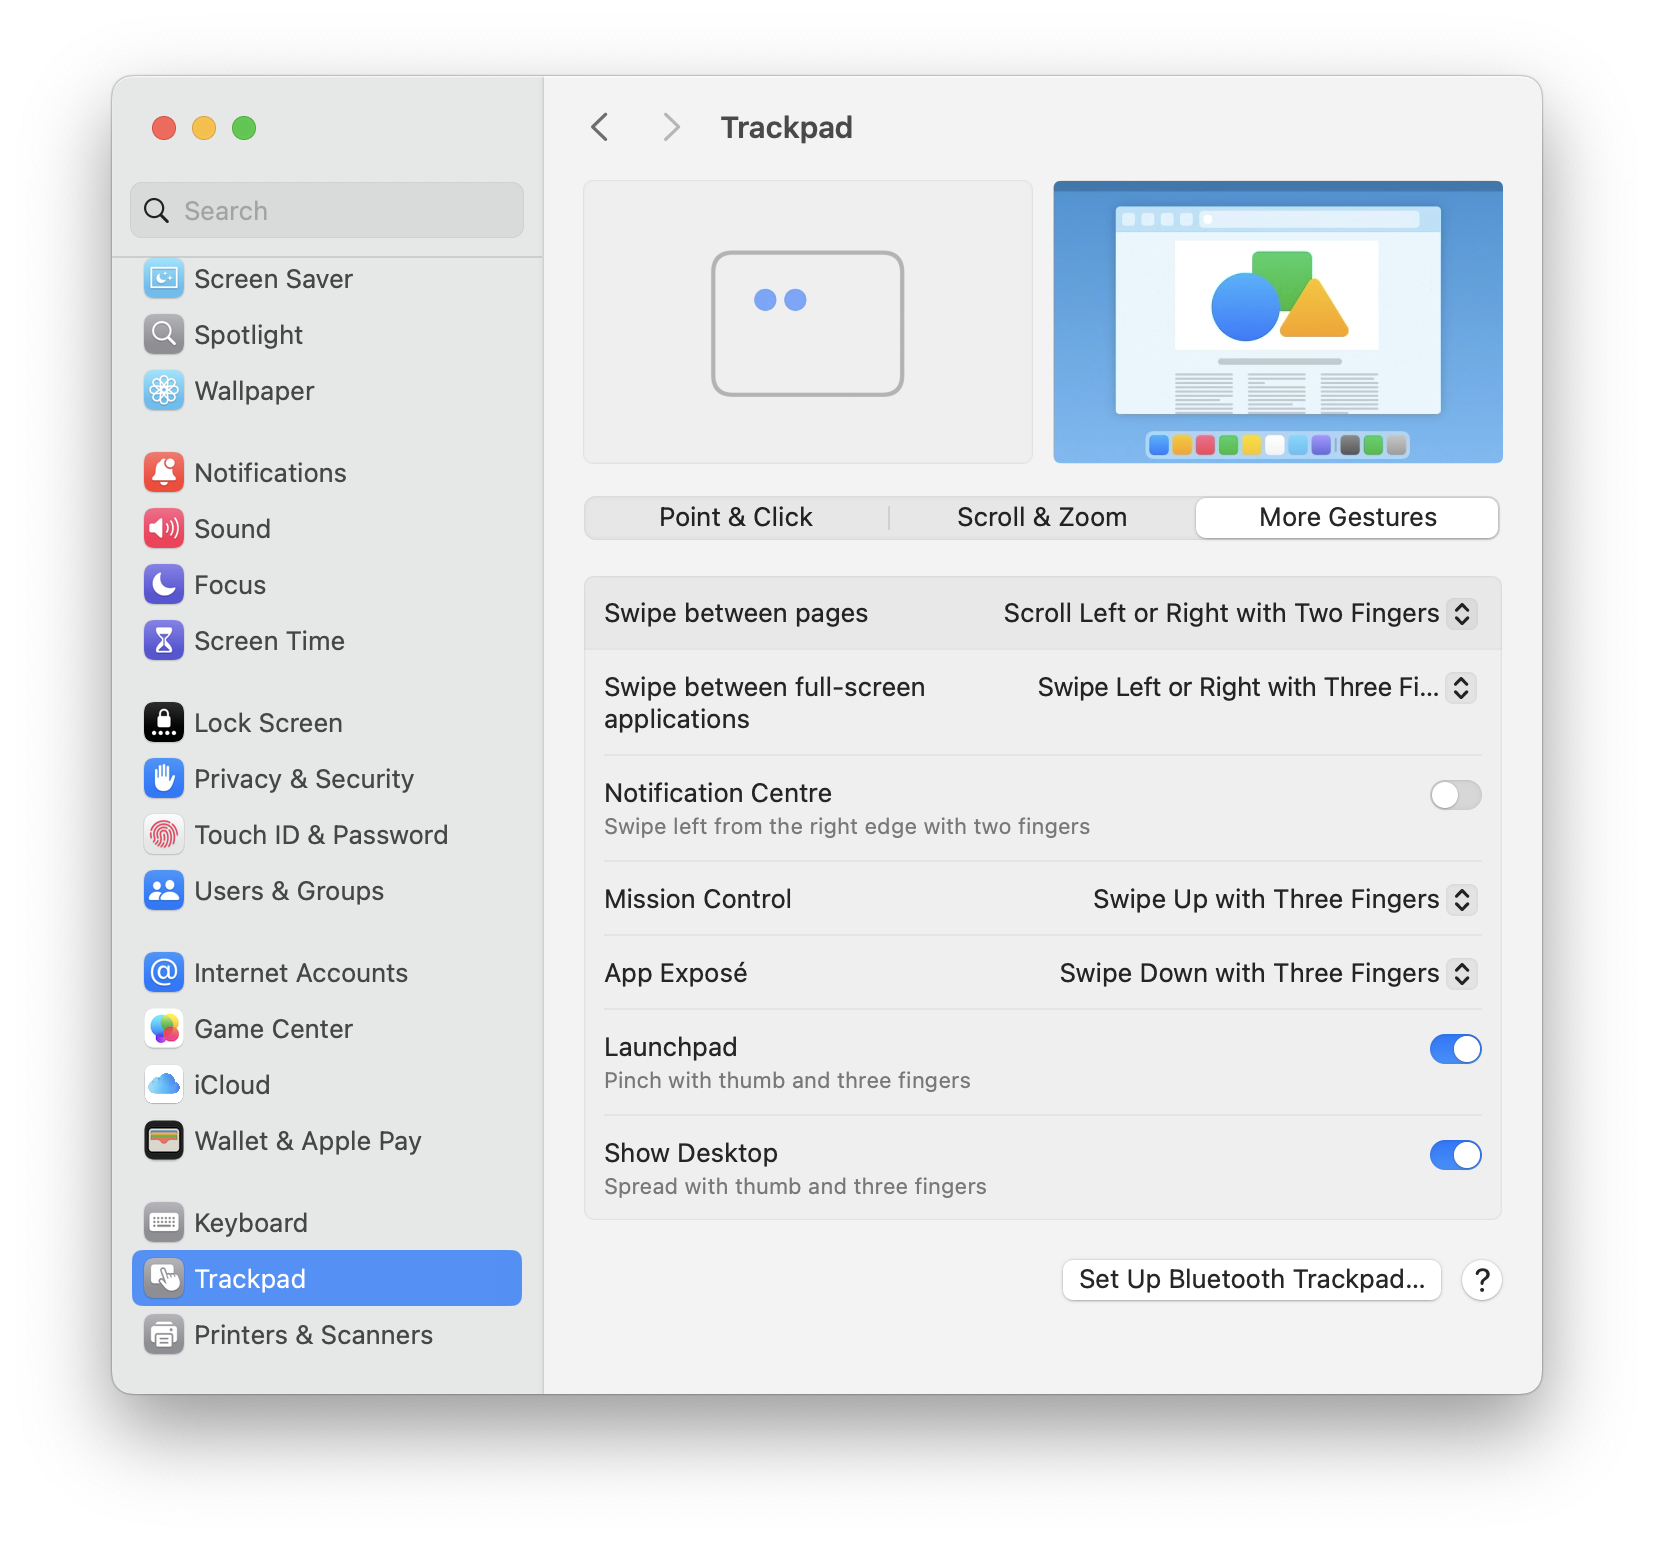 Search
Screen Saver
Spotlight
Wallpaper
Notifications
Sound
Focus
Screen Time
Lock Screen
Privacy & Security
Touch ID & Password
Users & Groups
Internet Accounts
Game Center
iCloud
Wallet & Apple Pay
Keyboard
Trackpad
Printers & Scanners
Trackpad
Point & Click
Scroll & Zoom
More Gestures
Swipe between pages
Scroll Left or Right with Two Fingers
Swipe between full-screen
applications
Swipe Left or Right with Three Fi...
Notification Centre
Swipe left from the right edge with two fingers
Mission Control
Swipe Up with Three Fingers
App Exposé
Swipe Down with Three Fingers
Launchpad
Pinch with thumb and three fingers
Show Desktop
Spread with thumb and three fingers
Set Up Bluetooth Trackpad...
?